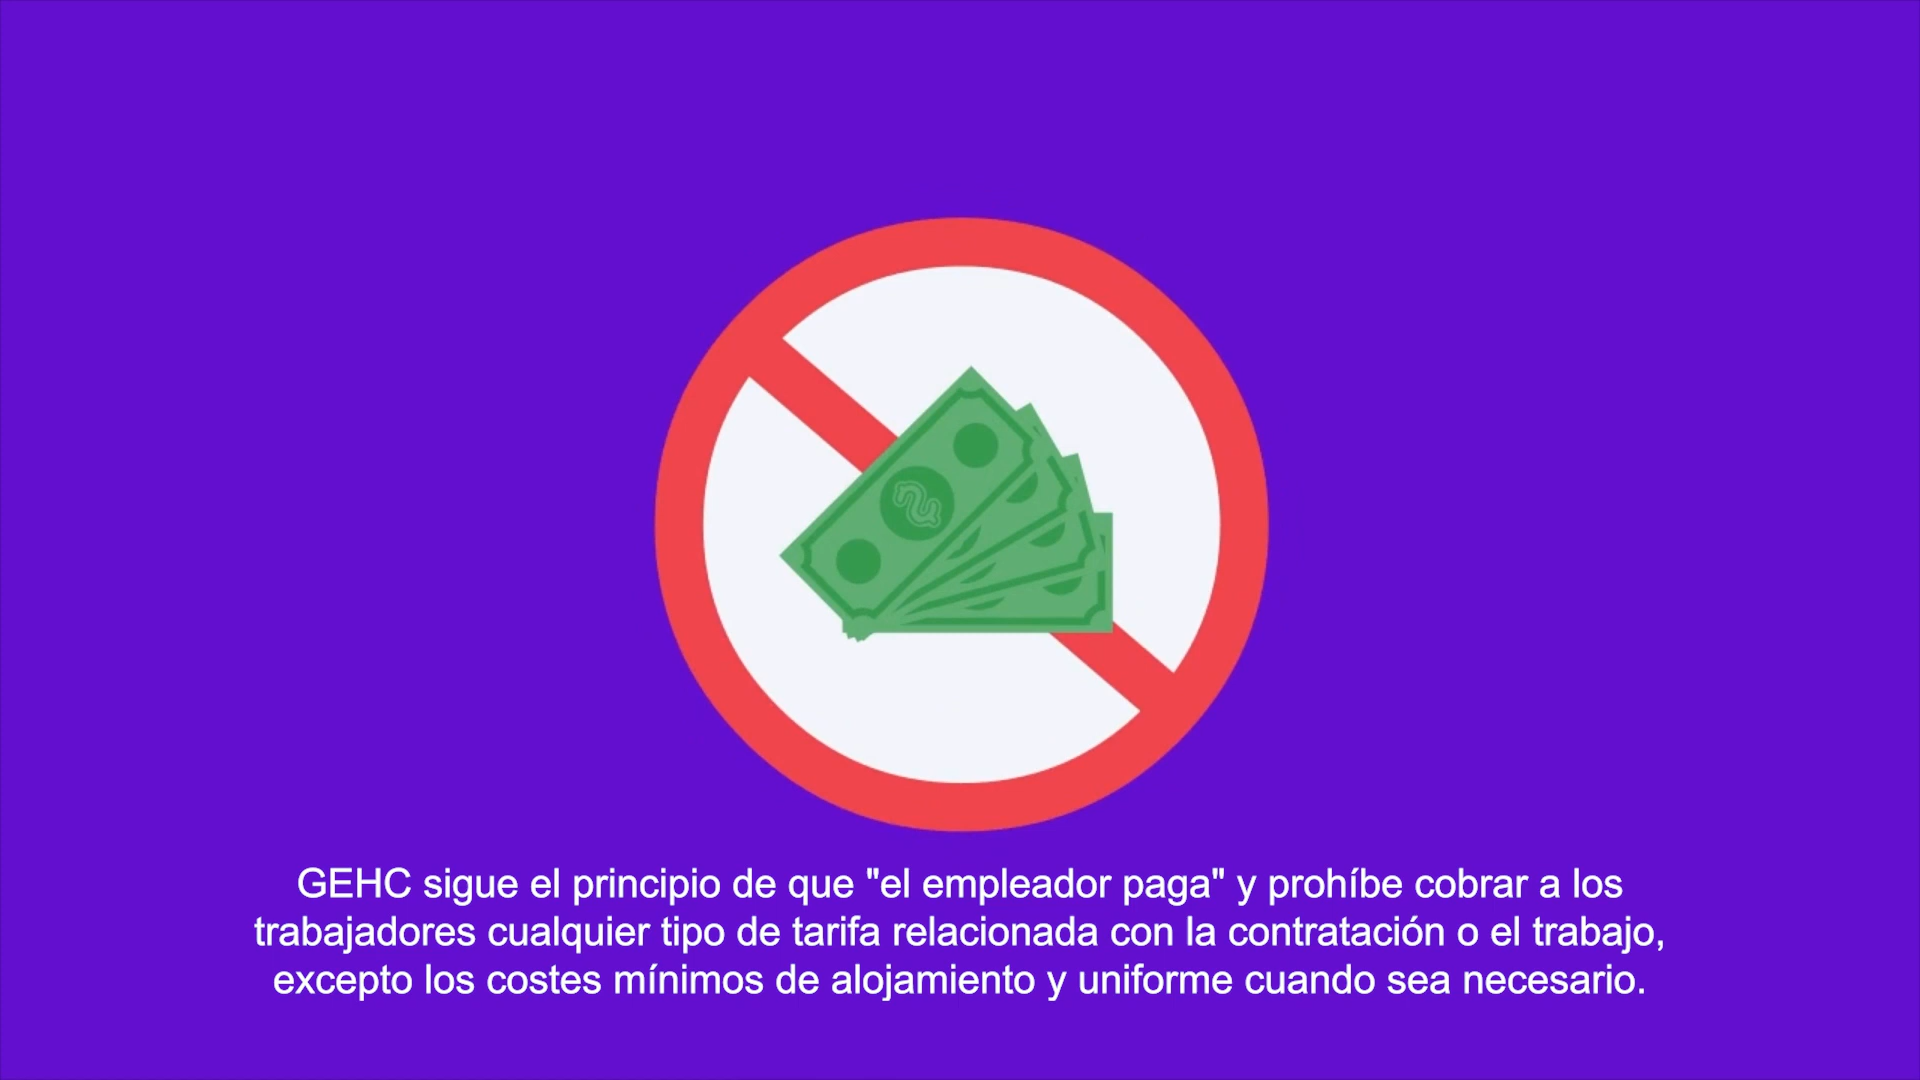 GEHC sigue el principio de que "el empleador paga" y prohíbe cobrar a los
trabajadores cualquier tipo de tarifa relacionada con la contratación o el trabajo,
excepto los costes mínimos de alojamiento y uniforme cuando sea necesario.